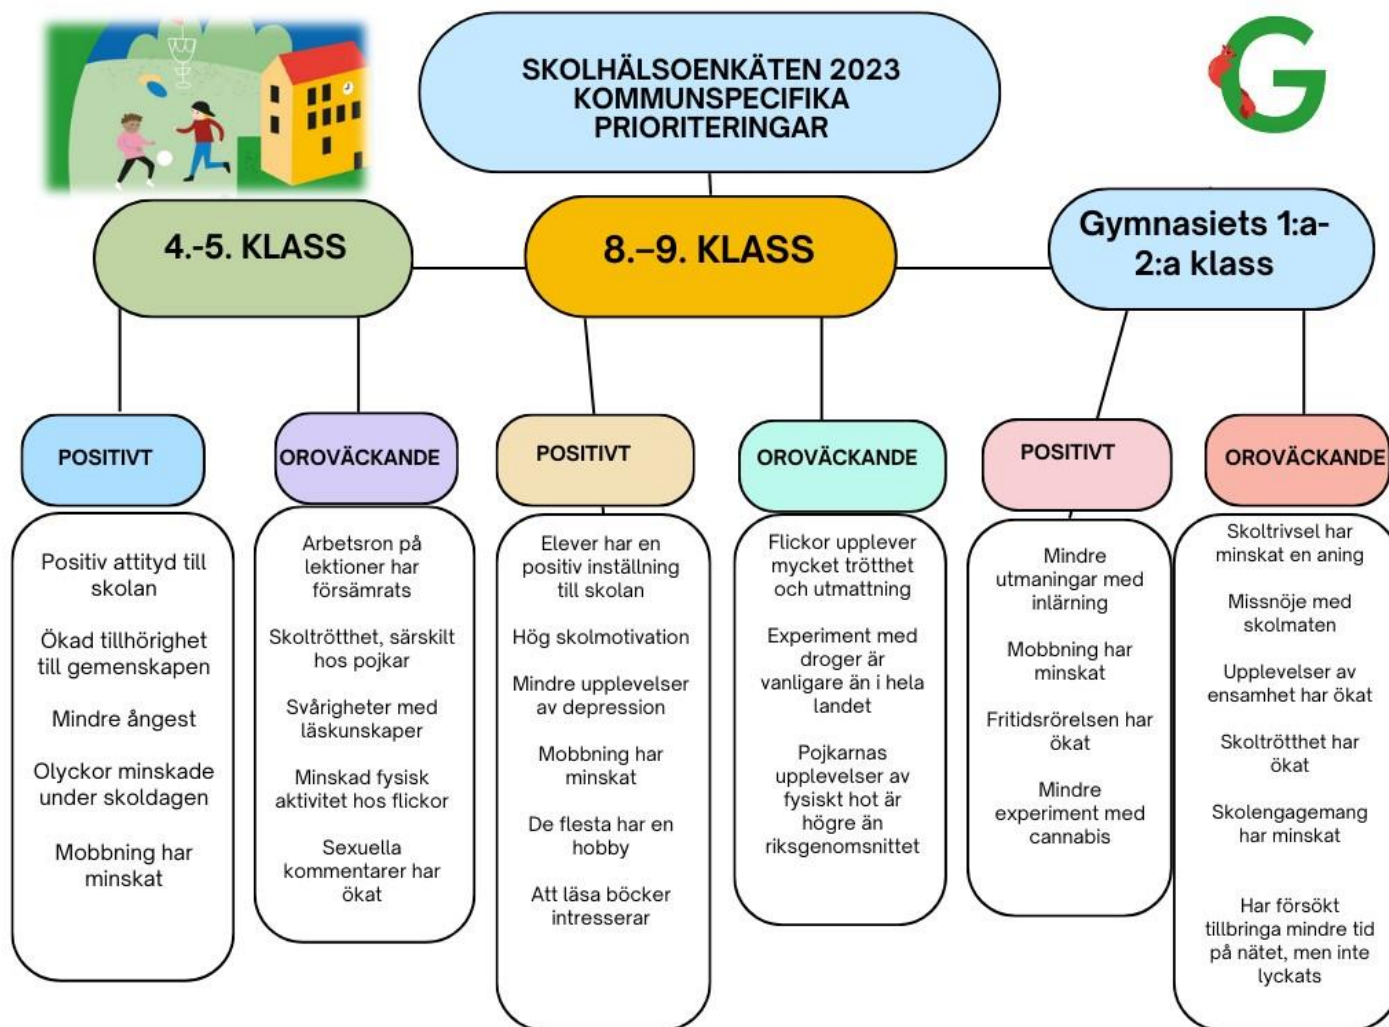 SKOLHÄLSOENKÄTEN 2023
KOMMUNSPECIFIKA
PRIORITERINGAR
G
4.-5. KLASS
8.–9. KLASS
Gymnasiets 1:a-
2:a klass
POSITIVT
Positiv attityd till
skolan
Ökad tillhörighet
till gemenskapen
Mindre ångest
Olyckor minskade
under skoldagen
Mobbning har
minskat
OROVÄCKANDE
Arbetsron på
lektioner har
försämrats
Skoltrötthet, särskilt
hos pojkar
Svårigheter med
läskunskaper
Minskad fysisk
aktivitet hos flickor
Sexuella
kommentarer har
ökat
POSITIVT
Elever har en
positiv inställning
till skolan
Hög skolmotivation
Mindre upplevelser
av depression
Mobbning har
minskat
De flesta har en
hobby
Att läsa böcker
intresserar
OROVÄCKANDE
Flickor upplever
mycket trötthet
och utmattning
Experiment med
droger är
vanligare än i hela
landet
Pojkarnas
upplevelser av
fysiskt hot är
högre än
riksgenomsnittet
POSITIVT
Mindre
utmaningar med
inlärning
Mobbning har
minskat
Fritidsrörelsen har
ökat
Mindre
experiment med
cannabis
OROVÄCKANDE
Skoltrivsel har
minskat en aning
Missnöje med
skolmaten
Upplevelser av
ensamhet har ökat
Skoltrötthet har
ökat
Skolengagemang
har minskat
Har försökt
tillbringa mindre tid
på nätet, men inte
lyckats